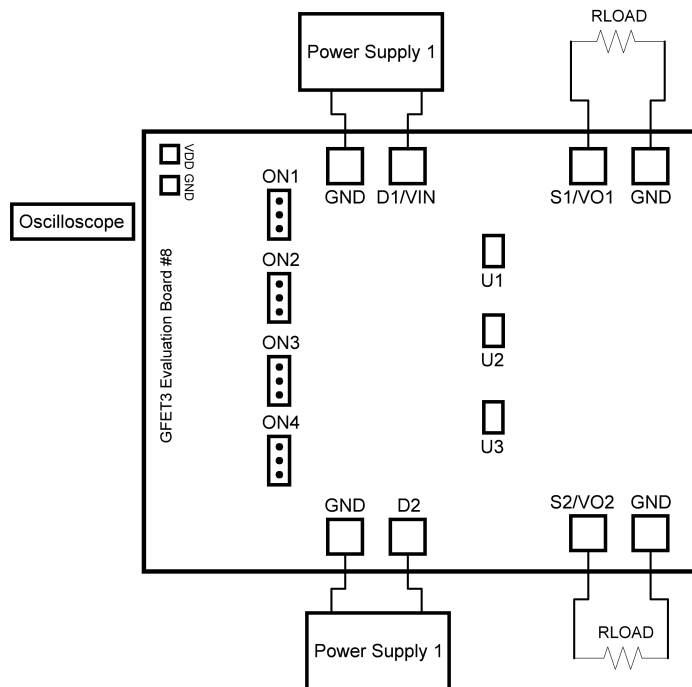 RLOAD
Power Supply 1
VDD
GND
ON1
GND
D1/VIN
S1/VO1
GND
Oscilloscope
GFET3 Evaluation Board #8
ON2
U1
ON3
U2
ON4
U3
GND
D2
S2/VO2
GND
Power Supply 1
RLOAD